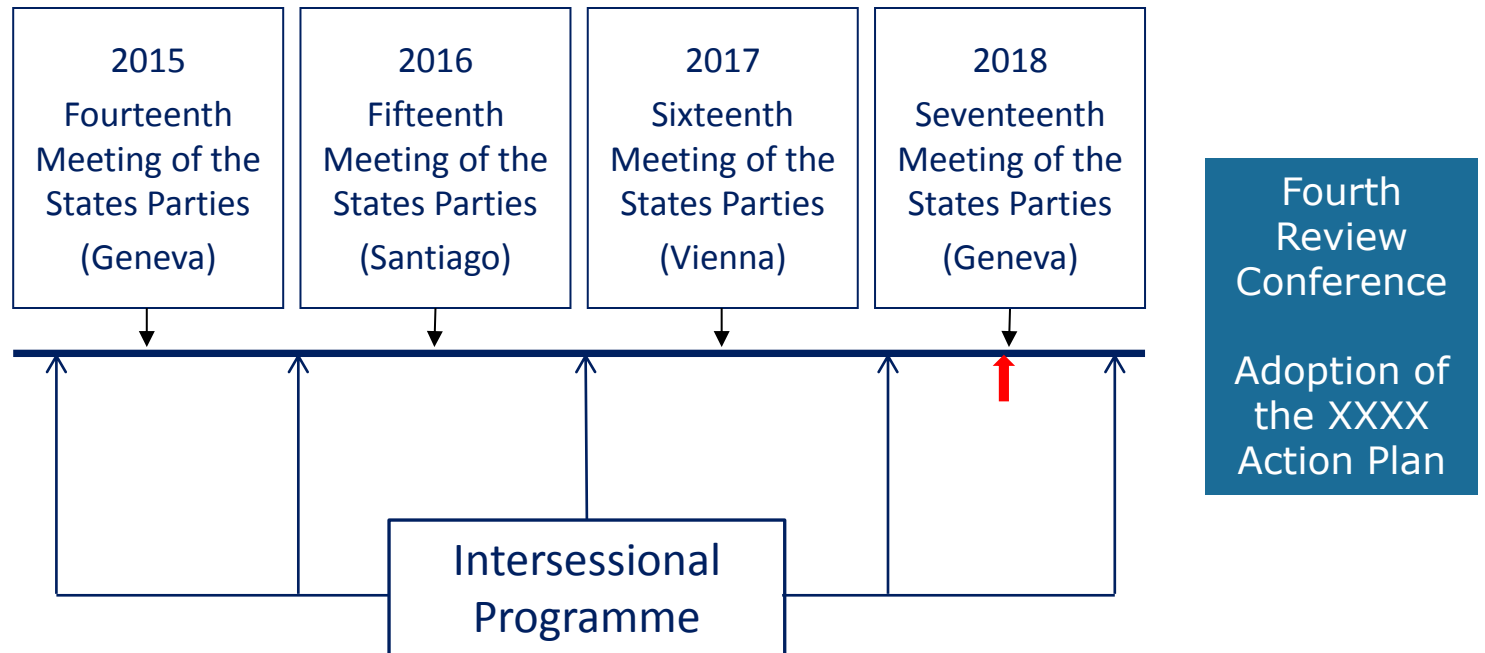 2015
Fourteenth
Meeting of the
States Parties
(Geneva)
2016
Fifteenth
Meeting of the
States Parties
(Santiago)
2017
Sixteenth
Meeting of the
States Parties
(Vienna)
2018
Seventeenth
Meeting of the
States Parties
(Geneva)
Fourth
Review
Conference
Adoption of
the XXXX
Action Plan
Intersessional
Programme